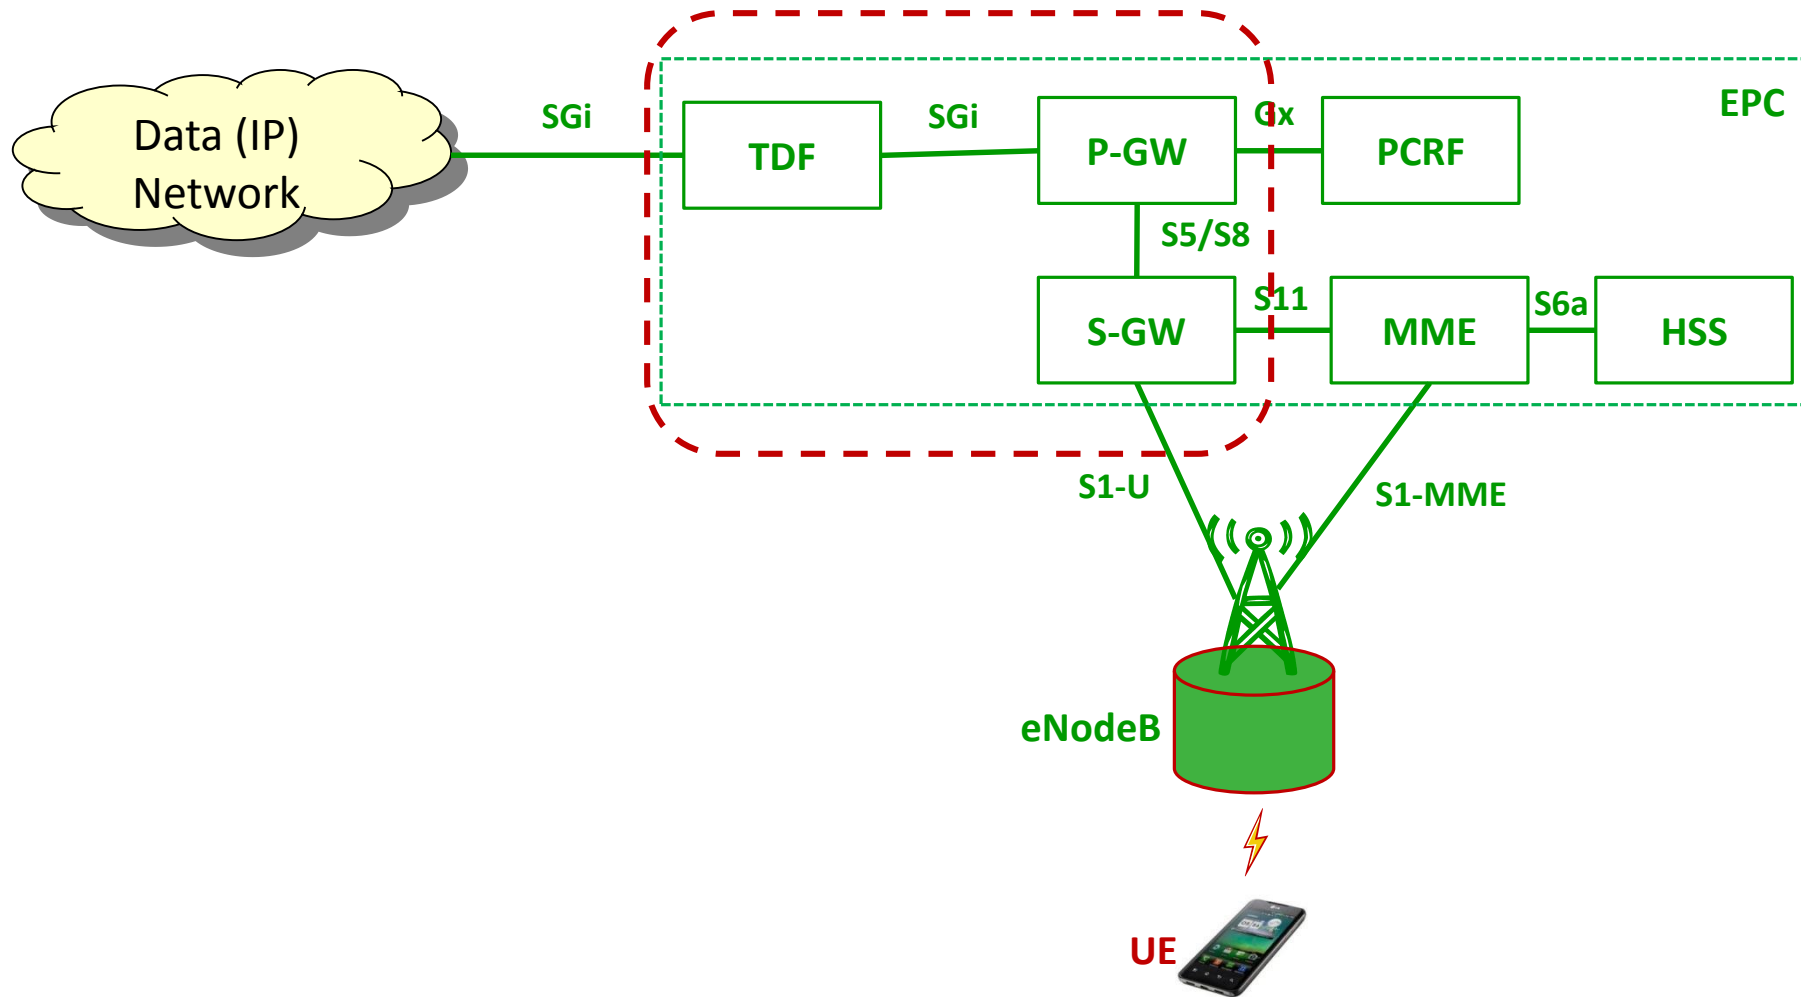 SGi
SGi
Gx
EPC
Data (IP)
Network
TDF
P-GW
PCRF
S5/S8
S11
S6a
S-GW
MME
HSS
S1-U
S1-MME
eNodeB
UE